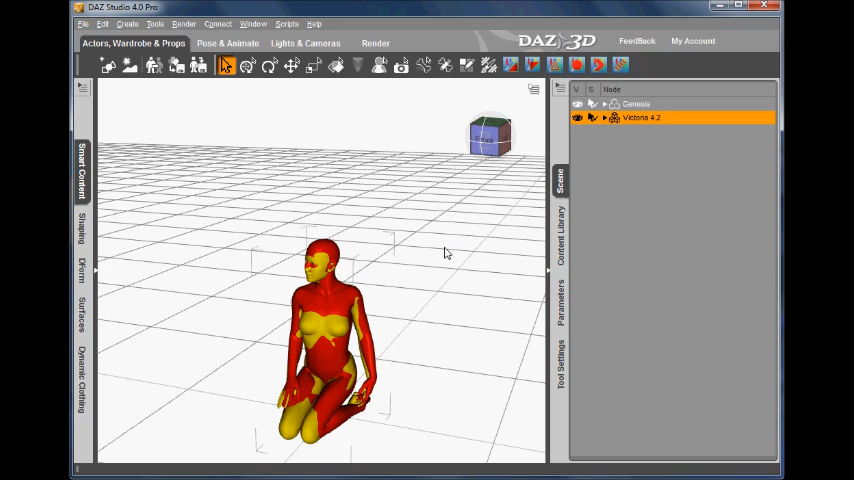 DAZ Studio 4.0 Pro
File Edit Create Tools Render Connect Window Scripts Help
Actors, Wardrobe & Props Pose & Animate Lights & Cameras Render
DAZ 3D FeedBack My Account
V S Node
Genesis
Victoria 4.2
Smart Content
Shaping
DForm
Surfaces
Dynamic Clothing
Scene
Content Library
Parameters
Tool Settings